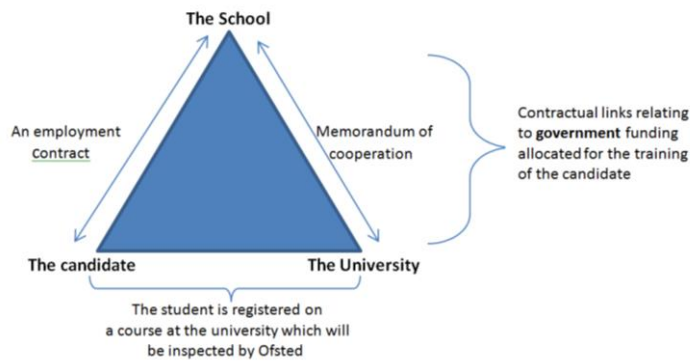 The School
An employment
Contract
Memorandum of
cooperation
Contractual links relating
to government funding
allocated for the training
of the candidate
The candidate
The University
The student is registered on
a course at the university which will
be inspected by Ofsted